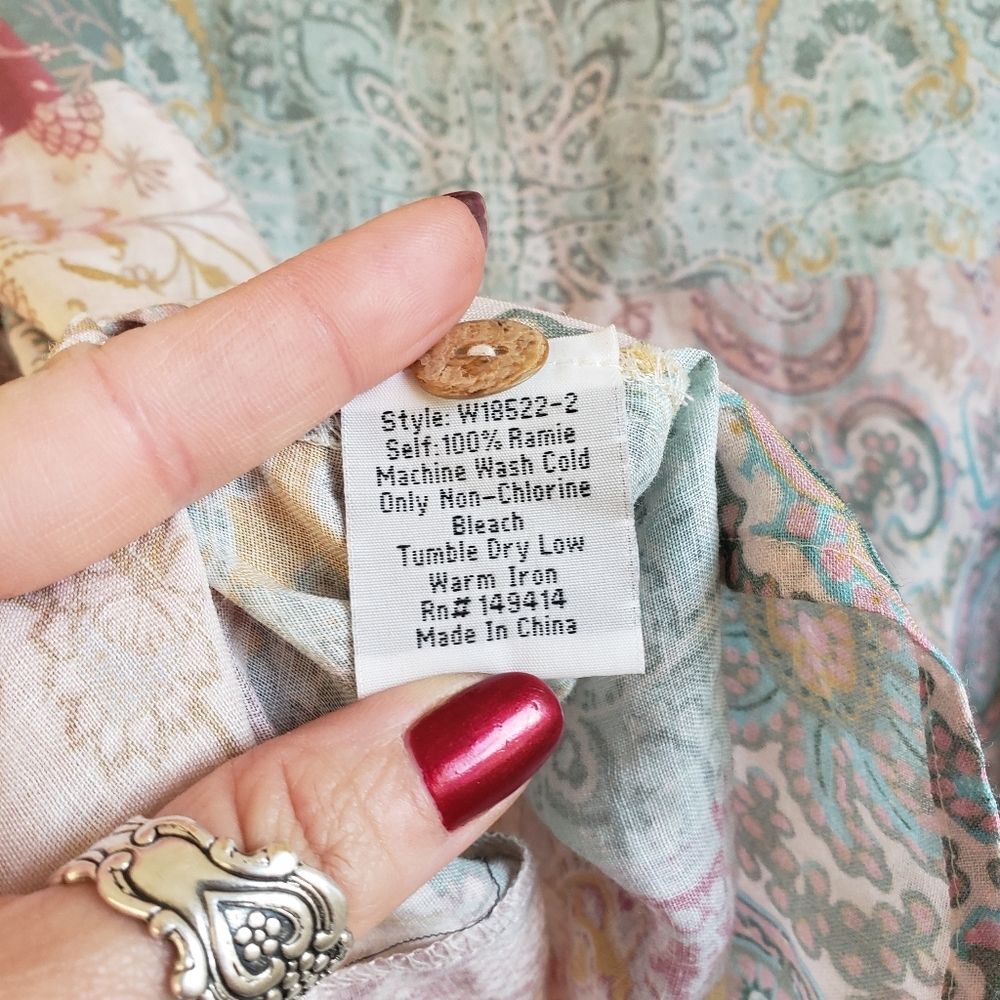 Style: W18522-2
Self:100% Ramie
Machine Wash Cold
Only Non-Chlorine
Bleach
Tumble Dry Low
Warm Iron
Rn# 149414
Made In China